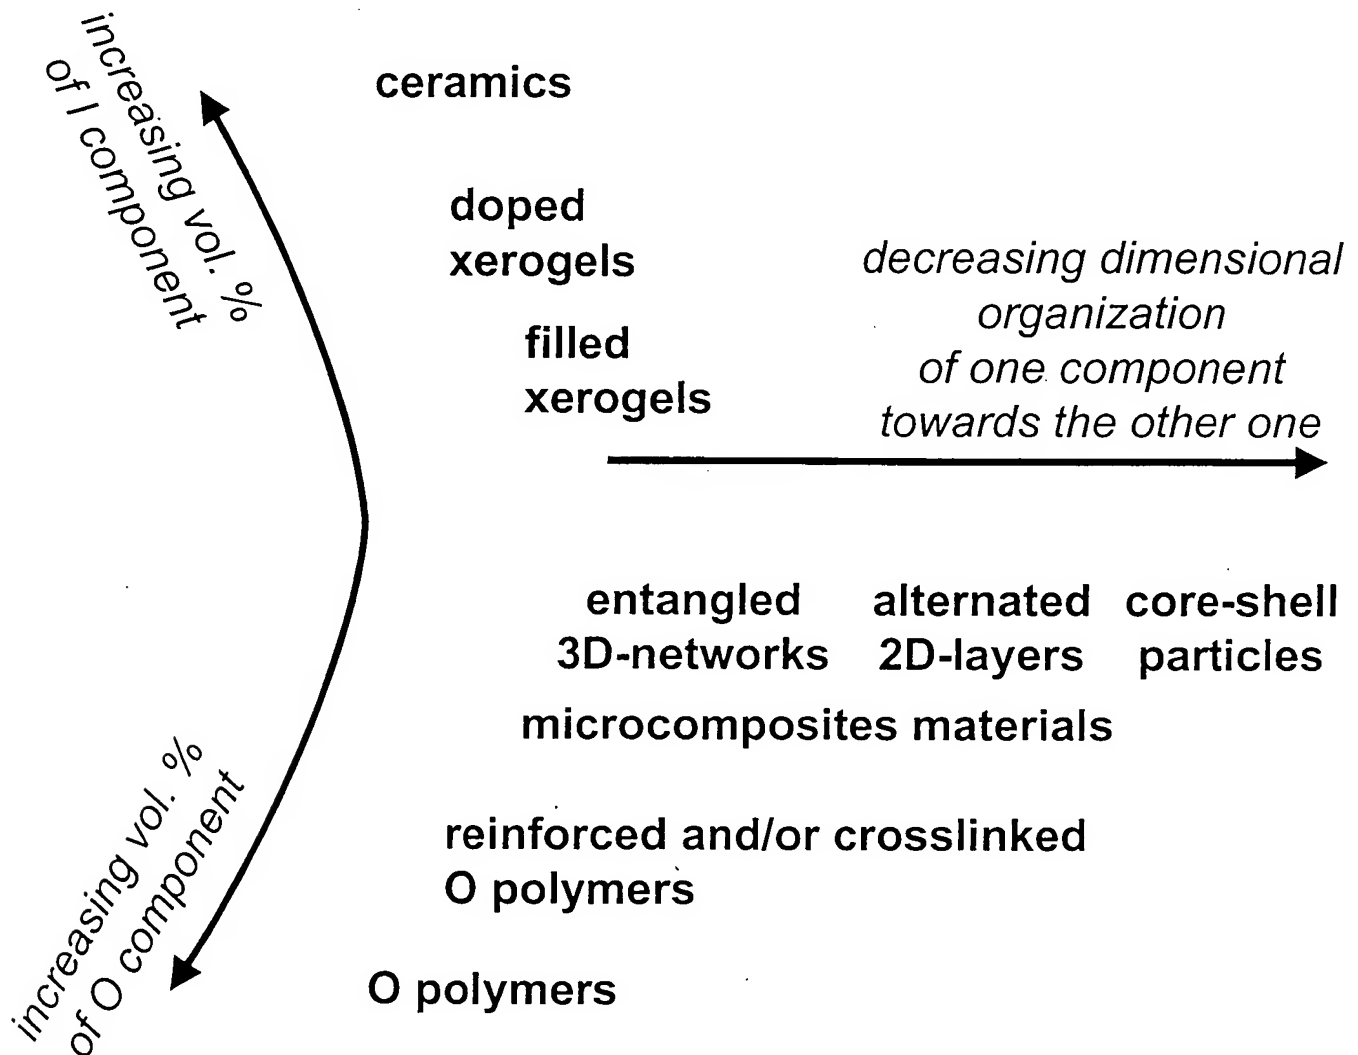 increasing vol. %
of I component
ceramics
doped
xerogels
filled
xerogels
decreasing dimensional
organization
of one component
towards the other one
entangled alternated core-shell
3D-networks 2D-layers particles
microcomposites materials
reinforced and/or crosslinked
O polymers
O polymers
increasing vol. %
of O component